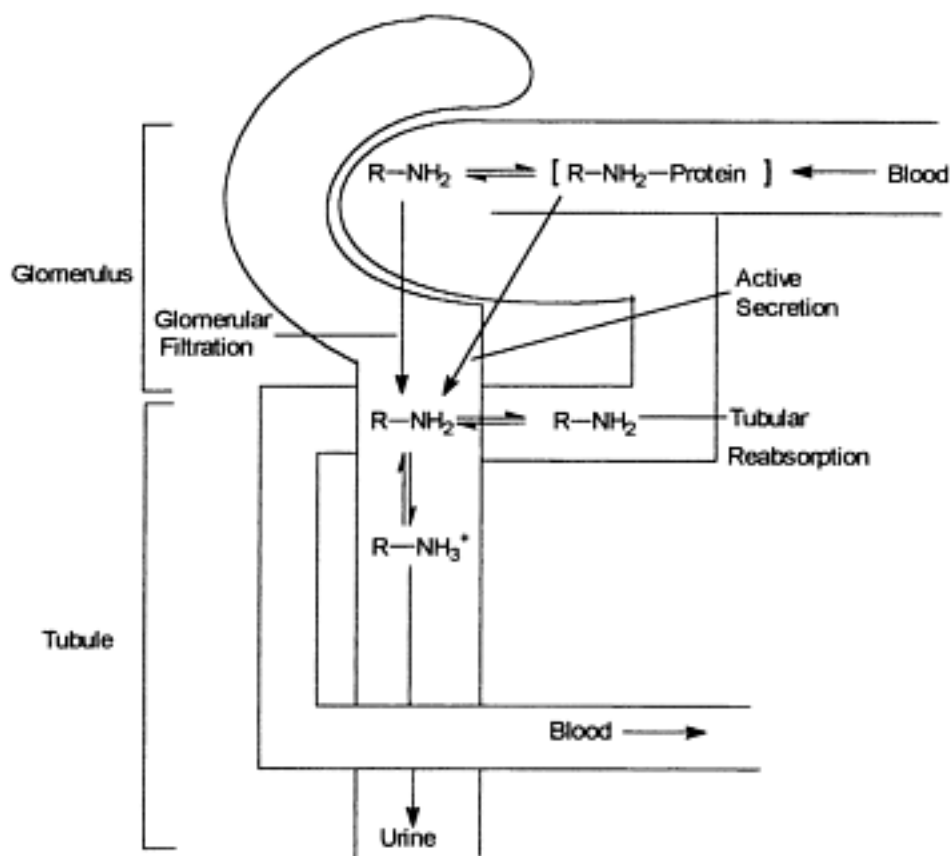 R—NH₂ ⇌ [ R—NH₂—Protein ] ← Blood
Glomerulus
Active
Secretion
Glomerular
Filtration
R—NH₂ ⇌ R—NH₂
Tubular
Reabsorption
R—NH₃⁺
Tubule
Blood →
Urine